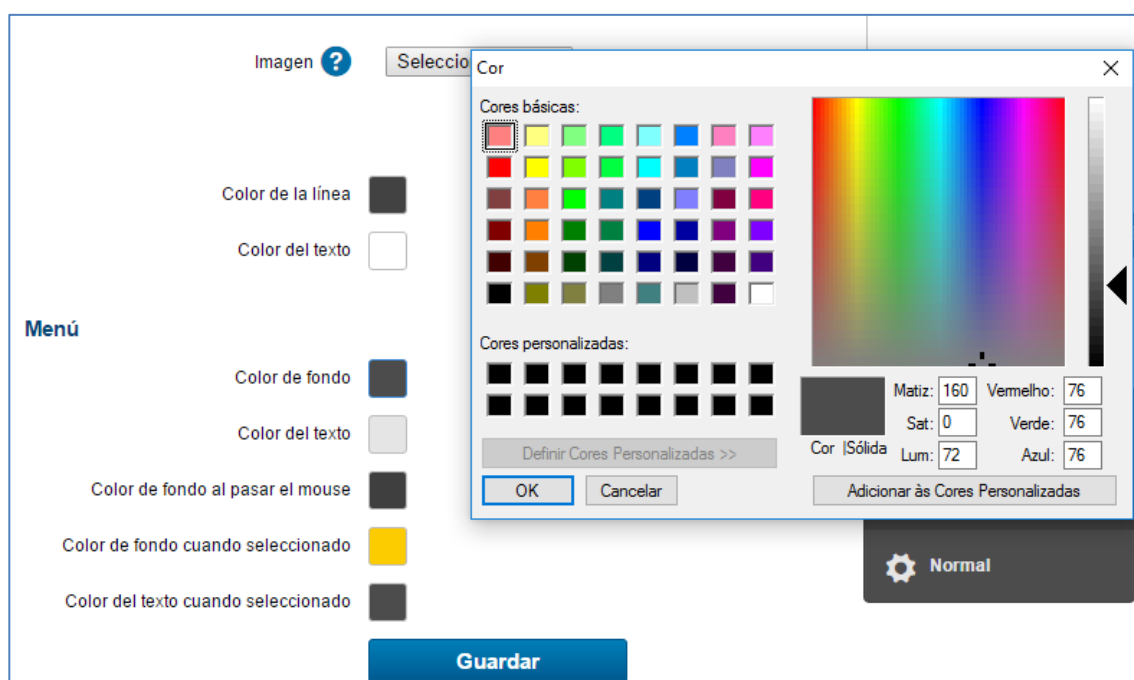 Imagen ?
Seleccio
Color de la línea
Color del texto
Menú
Color de fondo
Color del texto
Color de fondo al pasar el mouse
Color de fondo cuando seleccionado
Color del texto cuando seleccionado
Guardar
Cor
Cores básicas:
Cores personalizadas:
Definir Cores Personalizadas >>
OK Cancelar
Cor |Sólida
Matiz: 160 Vermelho: 76
Sat: 0 Verde: 76
Lum: 72 Azul: 76
Adicionar às Cores Personalizadas
Normal